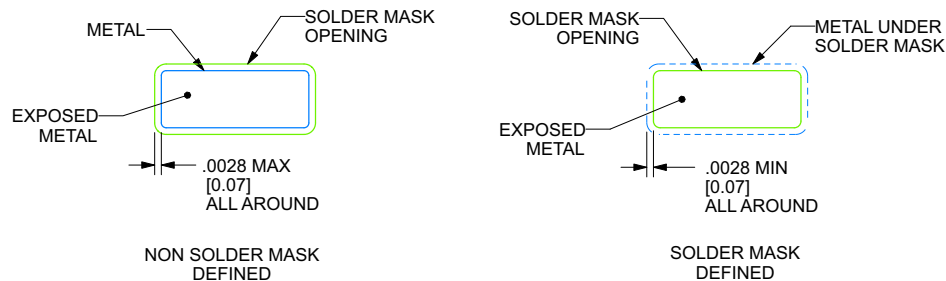 METAL
SOLDER MASK
OPENING
EXPOSED
METAL
.0028 MAX
[0.07]
ALL AROUND
NON SOLDER MASK
DEFINED
SOLDER MASK
OPENING
METAL UNDER
SOLDER MASK
EXPOSED
METAL
.0028 MIN
[0.07]
ALL AROUND
SOLDER MASK
DEFINED